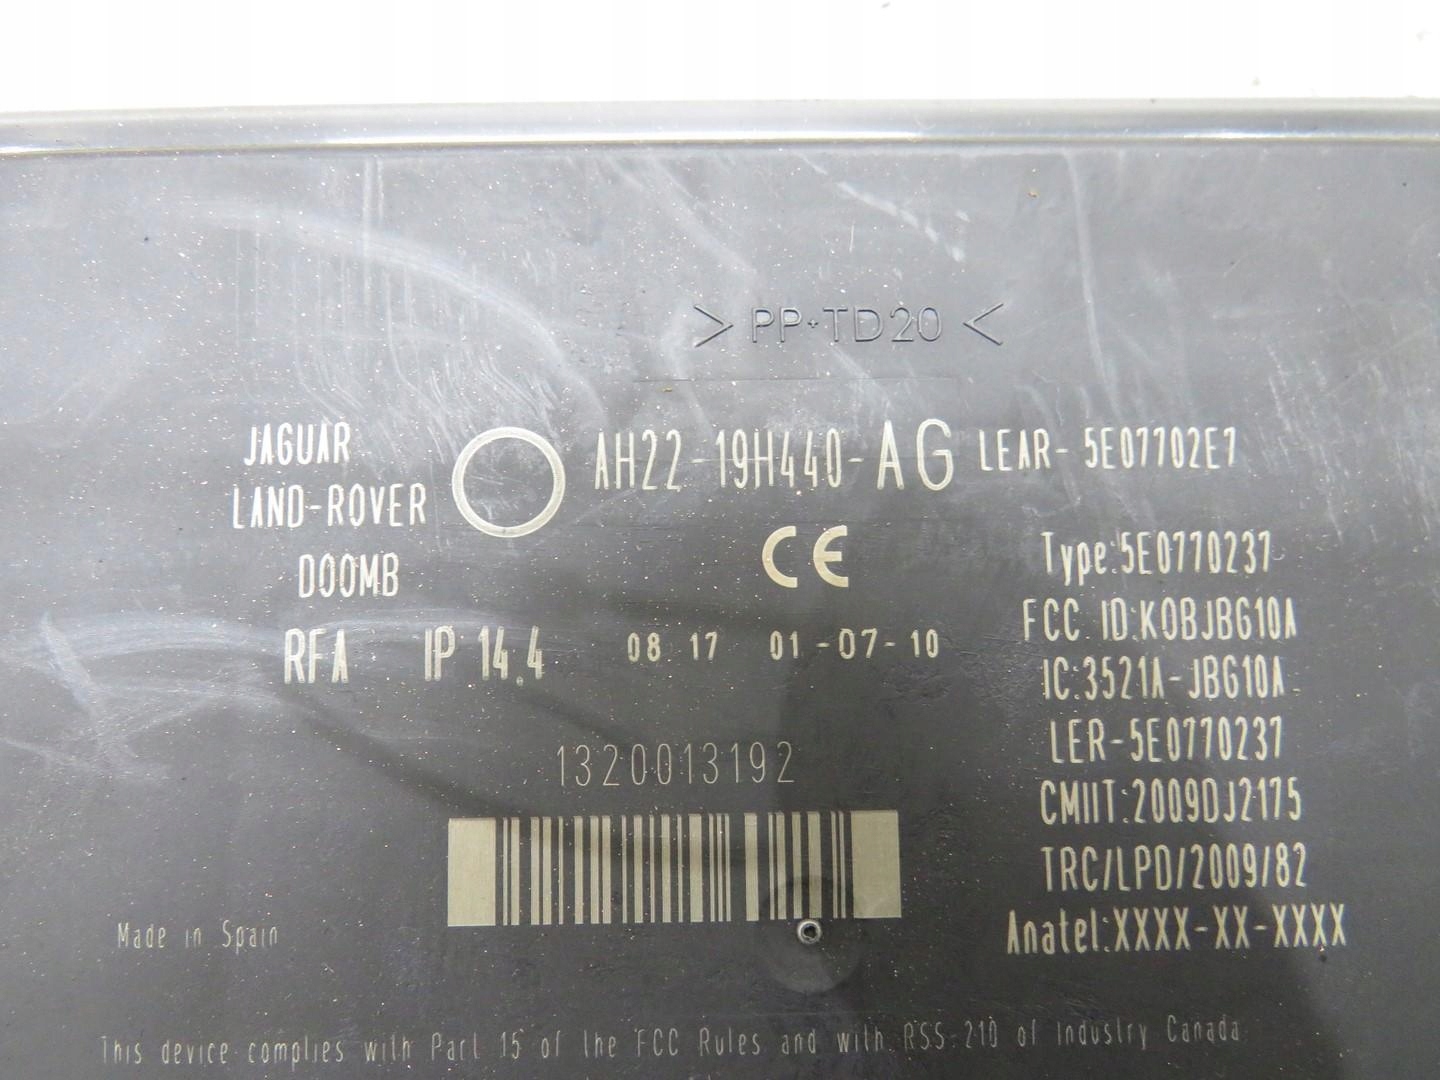 > PP+TD20 <
JAGUAR
LAND-ROVER
D00MB
AH22-19H440-AG LEAR-5E07702E7
CE
RFA IP 14.4 08 17 01-07-10
Type:5E0770237
FCC ID:KOBJBG10A
IC:3521A-JBG10A
LER-5E0770237
CMIIT:2009DJ2175
TRC/LPD/2009/82
Anatel:XXXX-XX-XXXX
1320013192
Made in Spain
This device complies with Part 15 of the FCC Rules and with RSS-210 of Industry Canada